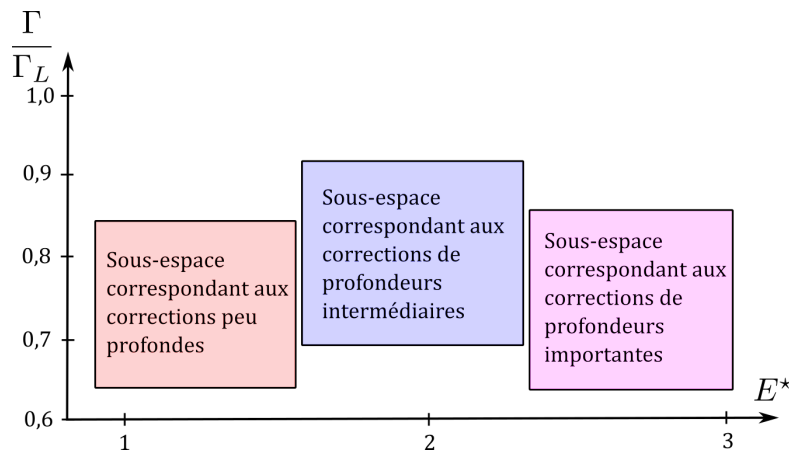 Γ
Γ_L
1,0
0,9
0,8
0,7
0,6
Sous-espace
correspondant aux
corrections peu
profondes
Sous-espace
correspondant aux
corrections de
profondeurs
intermédiaires
Sous-espace
correspondant aux
corrections de
profondeurs
importantes
E*
1
2
3